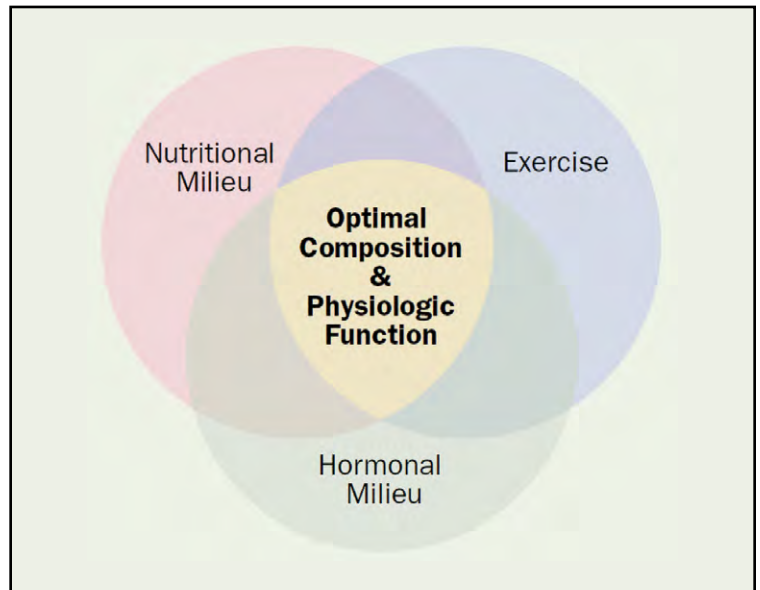 Nutritional
Milieu
Exercise
Optimal
Composition
&
Physiologic
Function
Hormonal
Milieu